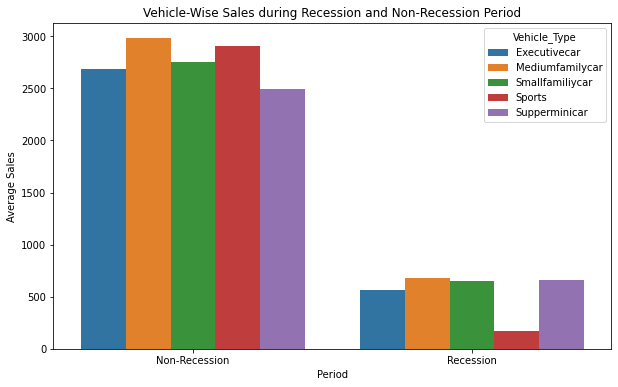 Vehicle-Wise Sales during Recession and Non-Recession Period
Vehicle_Type
Executivecar
Mediumfamilycar
Smallfamiliycar
Sports
Supperminicar
Average Sales
3000
2500
2000
1500
1000
500
0
Non-Recession
Recession
Period